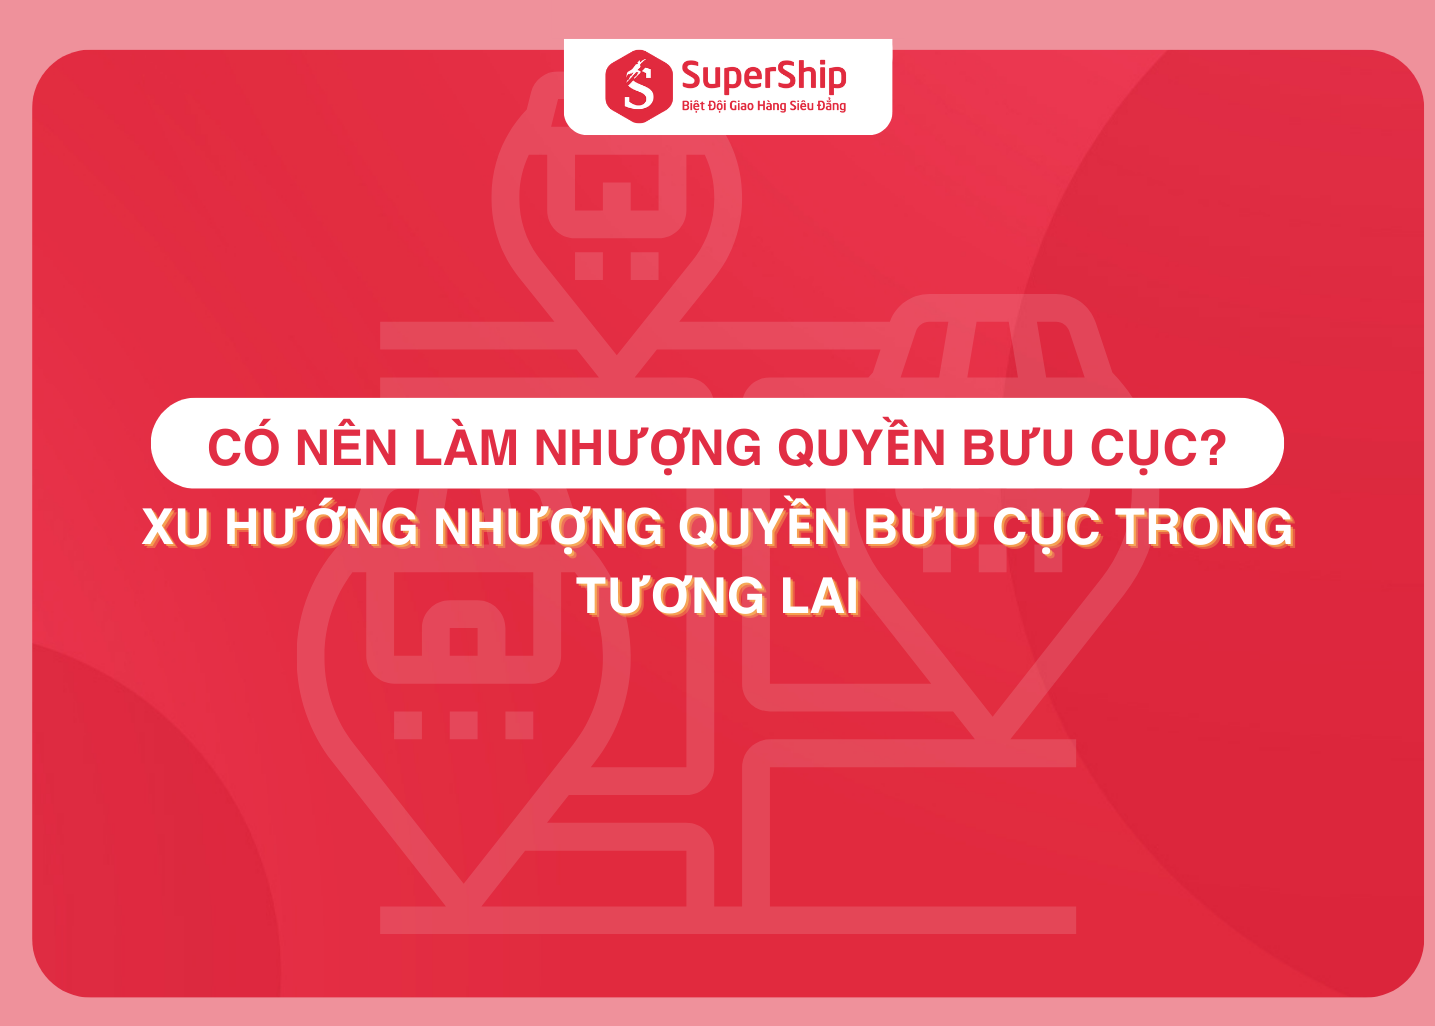 SuperShip
Biệt Đội Giao Hàng Siêu Đẳng
CÓ NÊN LÀM NHƯỢNG QUYỀN BƯU CỤC?
XU HƯỚNG NHƯỢNG QUYỀN BƯU CỤC TRONG
TƯƠNG LAI